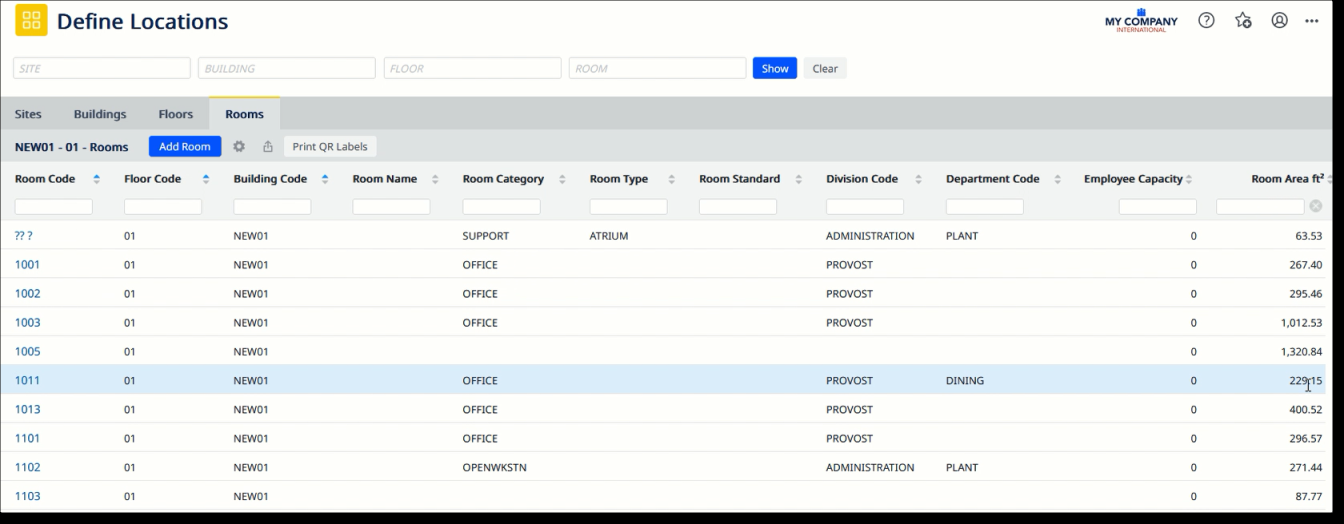 Define Locations
MY COMPANY
INTERNATIONAL
SITE BUILDING FLOOR ROOM Show Clear
Sites Buildings Floors Rooms
NEW01 - 01 - Rooms Add Room Print QR Labels
Room Code Floor Code Building Code Room Name Room Category Room Type Room Standard Division Code Department Code Employee Capacity Room Area ft²
?? ? 01 NEW01 SUPPORT ATRIUM ADMINISTRATION PLANT 0 63.53
1001 01 NEW01 OFFICE PROVOST 0 267.40
1002 01 NEW01 OFFICE PROVOST 0 295.46
1003 01 NEW01 OFFICE PROVOST 0 1,012.53
1005 01 NEW01 0 1,320.84
1011 01 NEW01 OFFICE PROVOST DINING 0 229.15
1013 01 NEW01 OFFICE PROVOST 0 400.52
1101 01 NEW01 OFFICE PROVOST 0 296.57
1102 01 NEW01 OPENWKSTN ADMINISTRATION PLANT 0 271.44
1103 01 NEW01 0 87.77